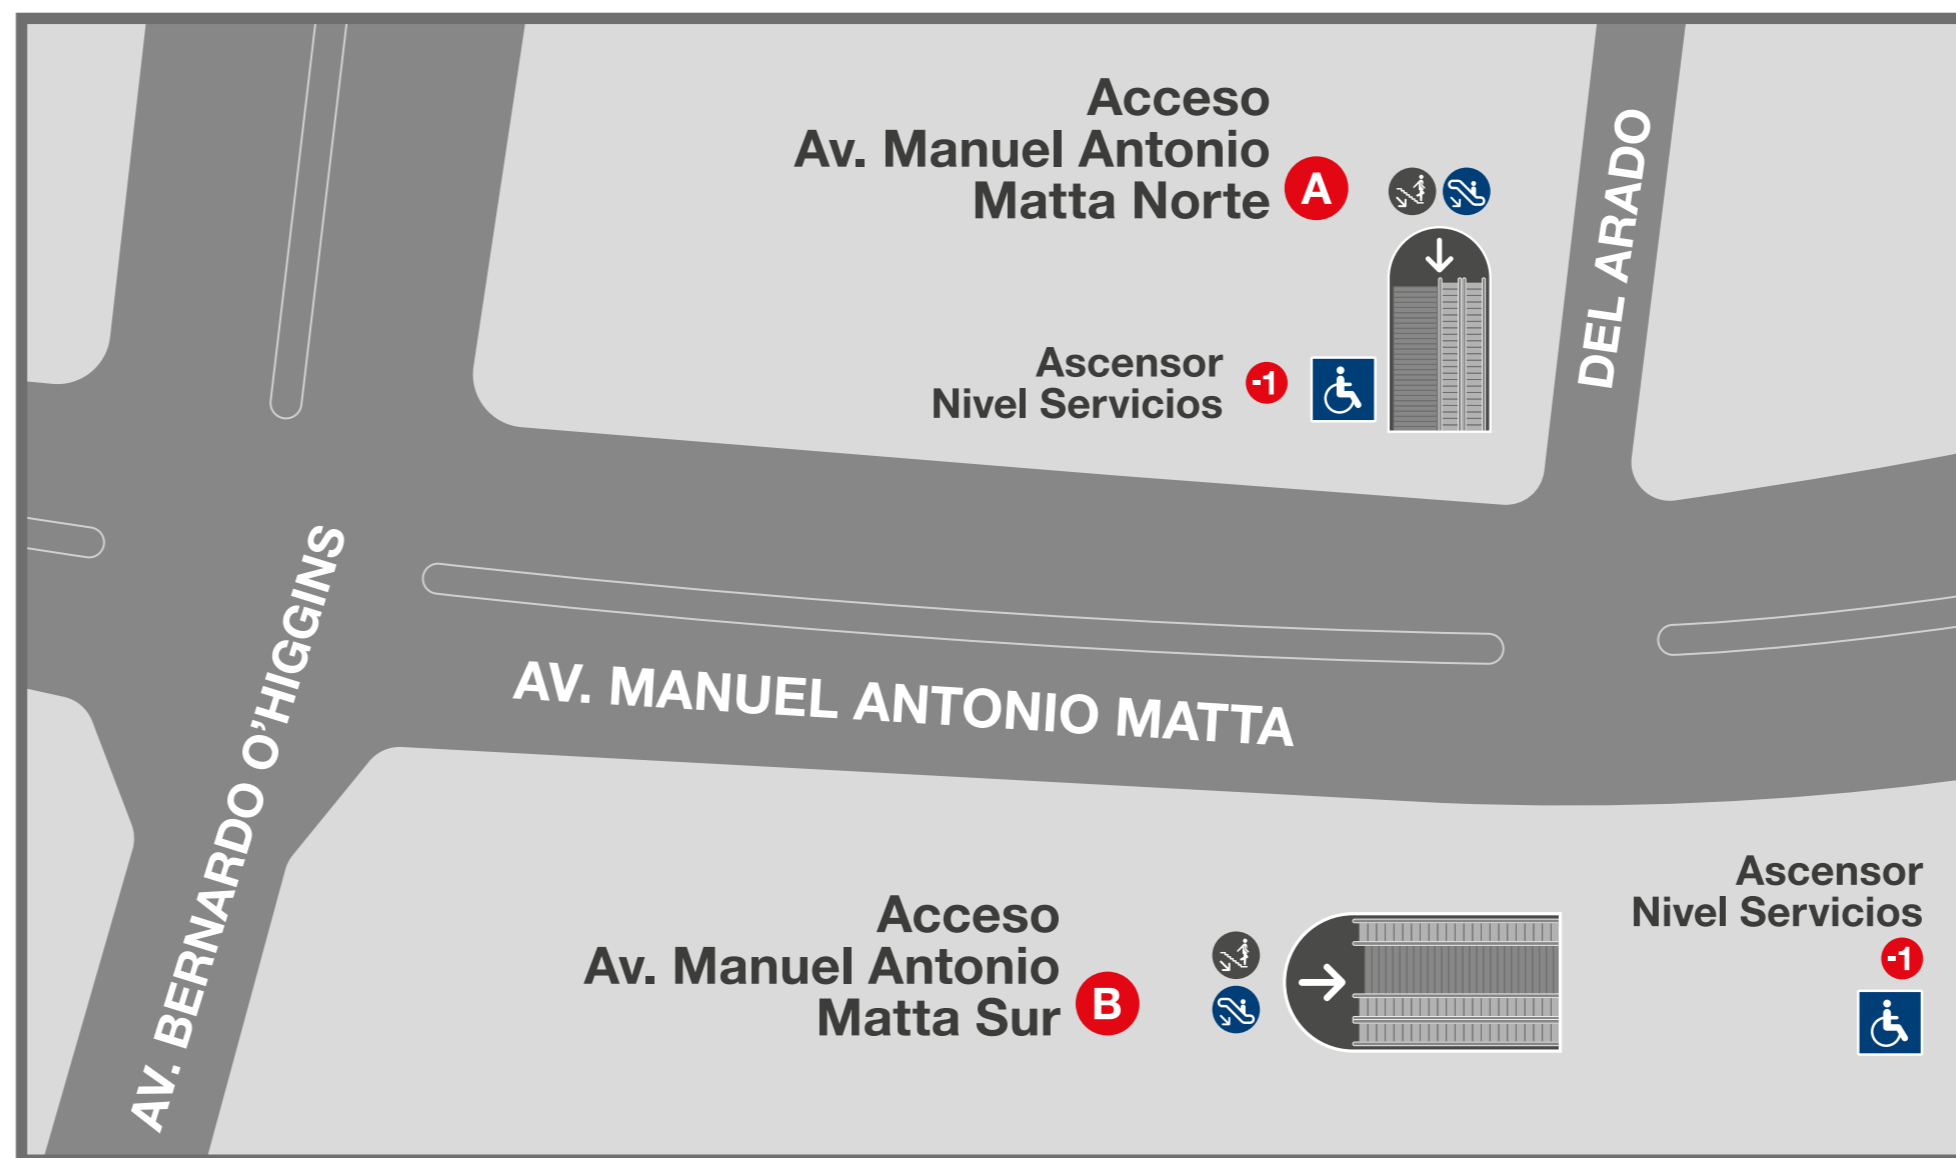 Acceso
Av. Manuel Antonio
Matta Norte
A
DEL ARADO
Ascensor
Nivel Servicios
-1
AV. BERNARDO O’HIGGINS
AV. MANUEL ANTONIO MATTA
Acceso
Av. Manuel Antonio
Matta Sur
B
Ascensor
Nivel Servicios
-1